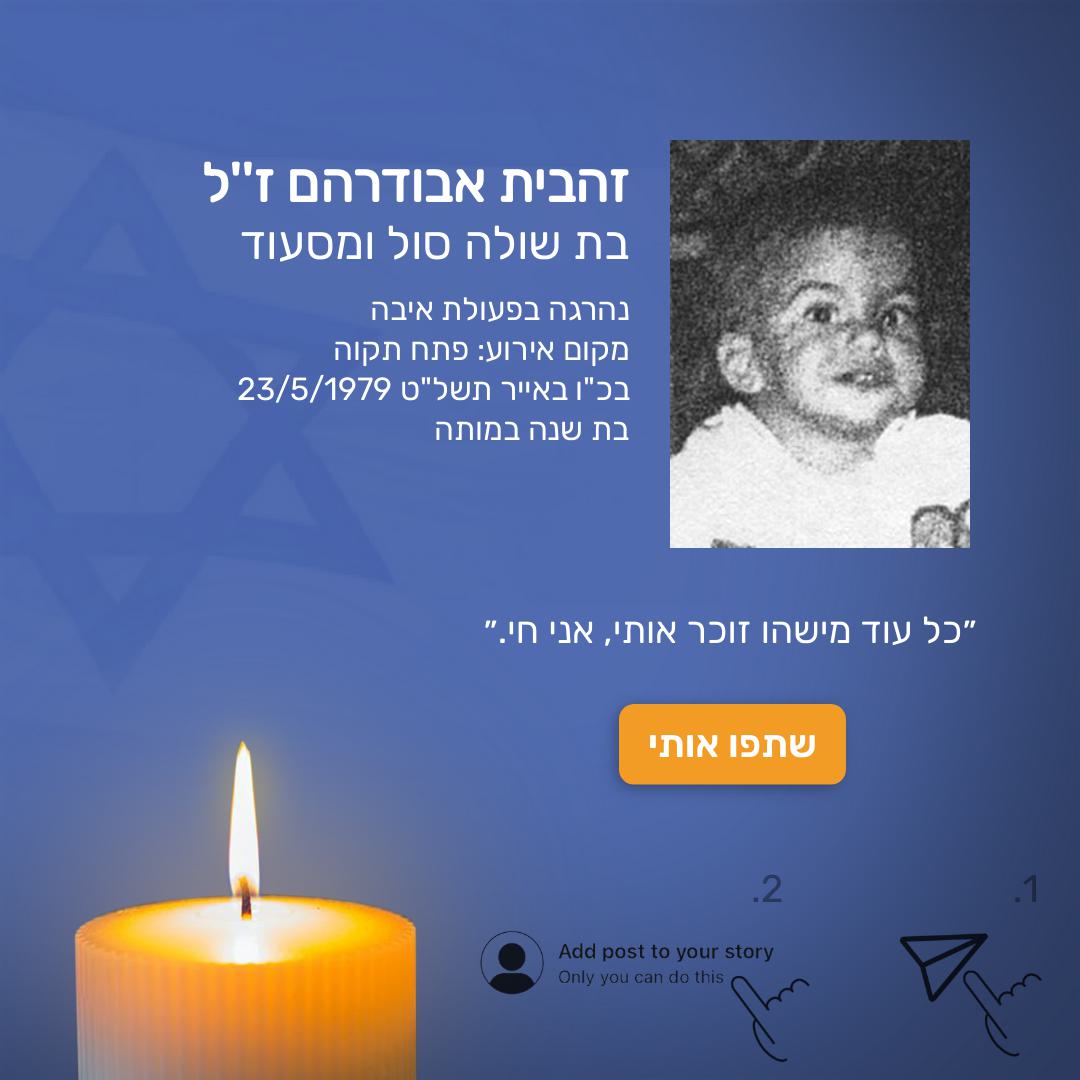 זהבית אבודרהם ז"ל
בת שולה סול ומסעוד
נהרגה בפעולת איבה
מקום אירוע: פתח תקוה
בכ"ו באייר תשל"ט 23/5/1979
בת שנה במותה
״כל עוד מישהו זוכר אותי, אני חי.״
שתפו אותי
.1
.2
Add post to your story
Only you can do this